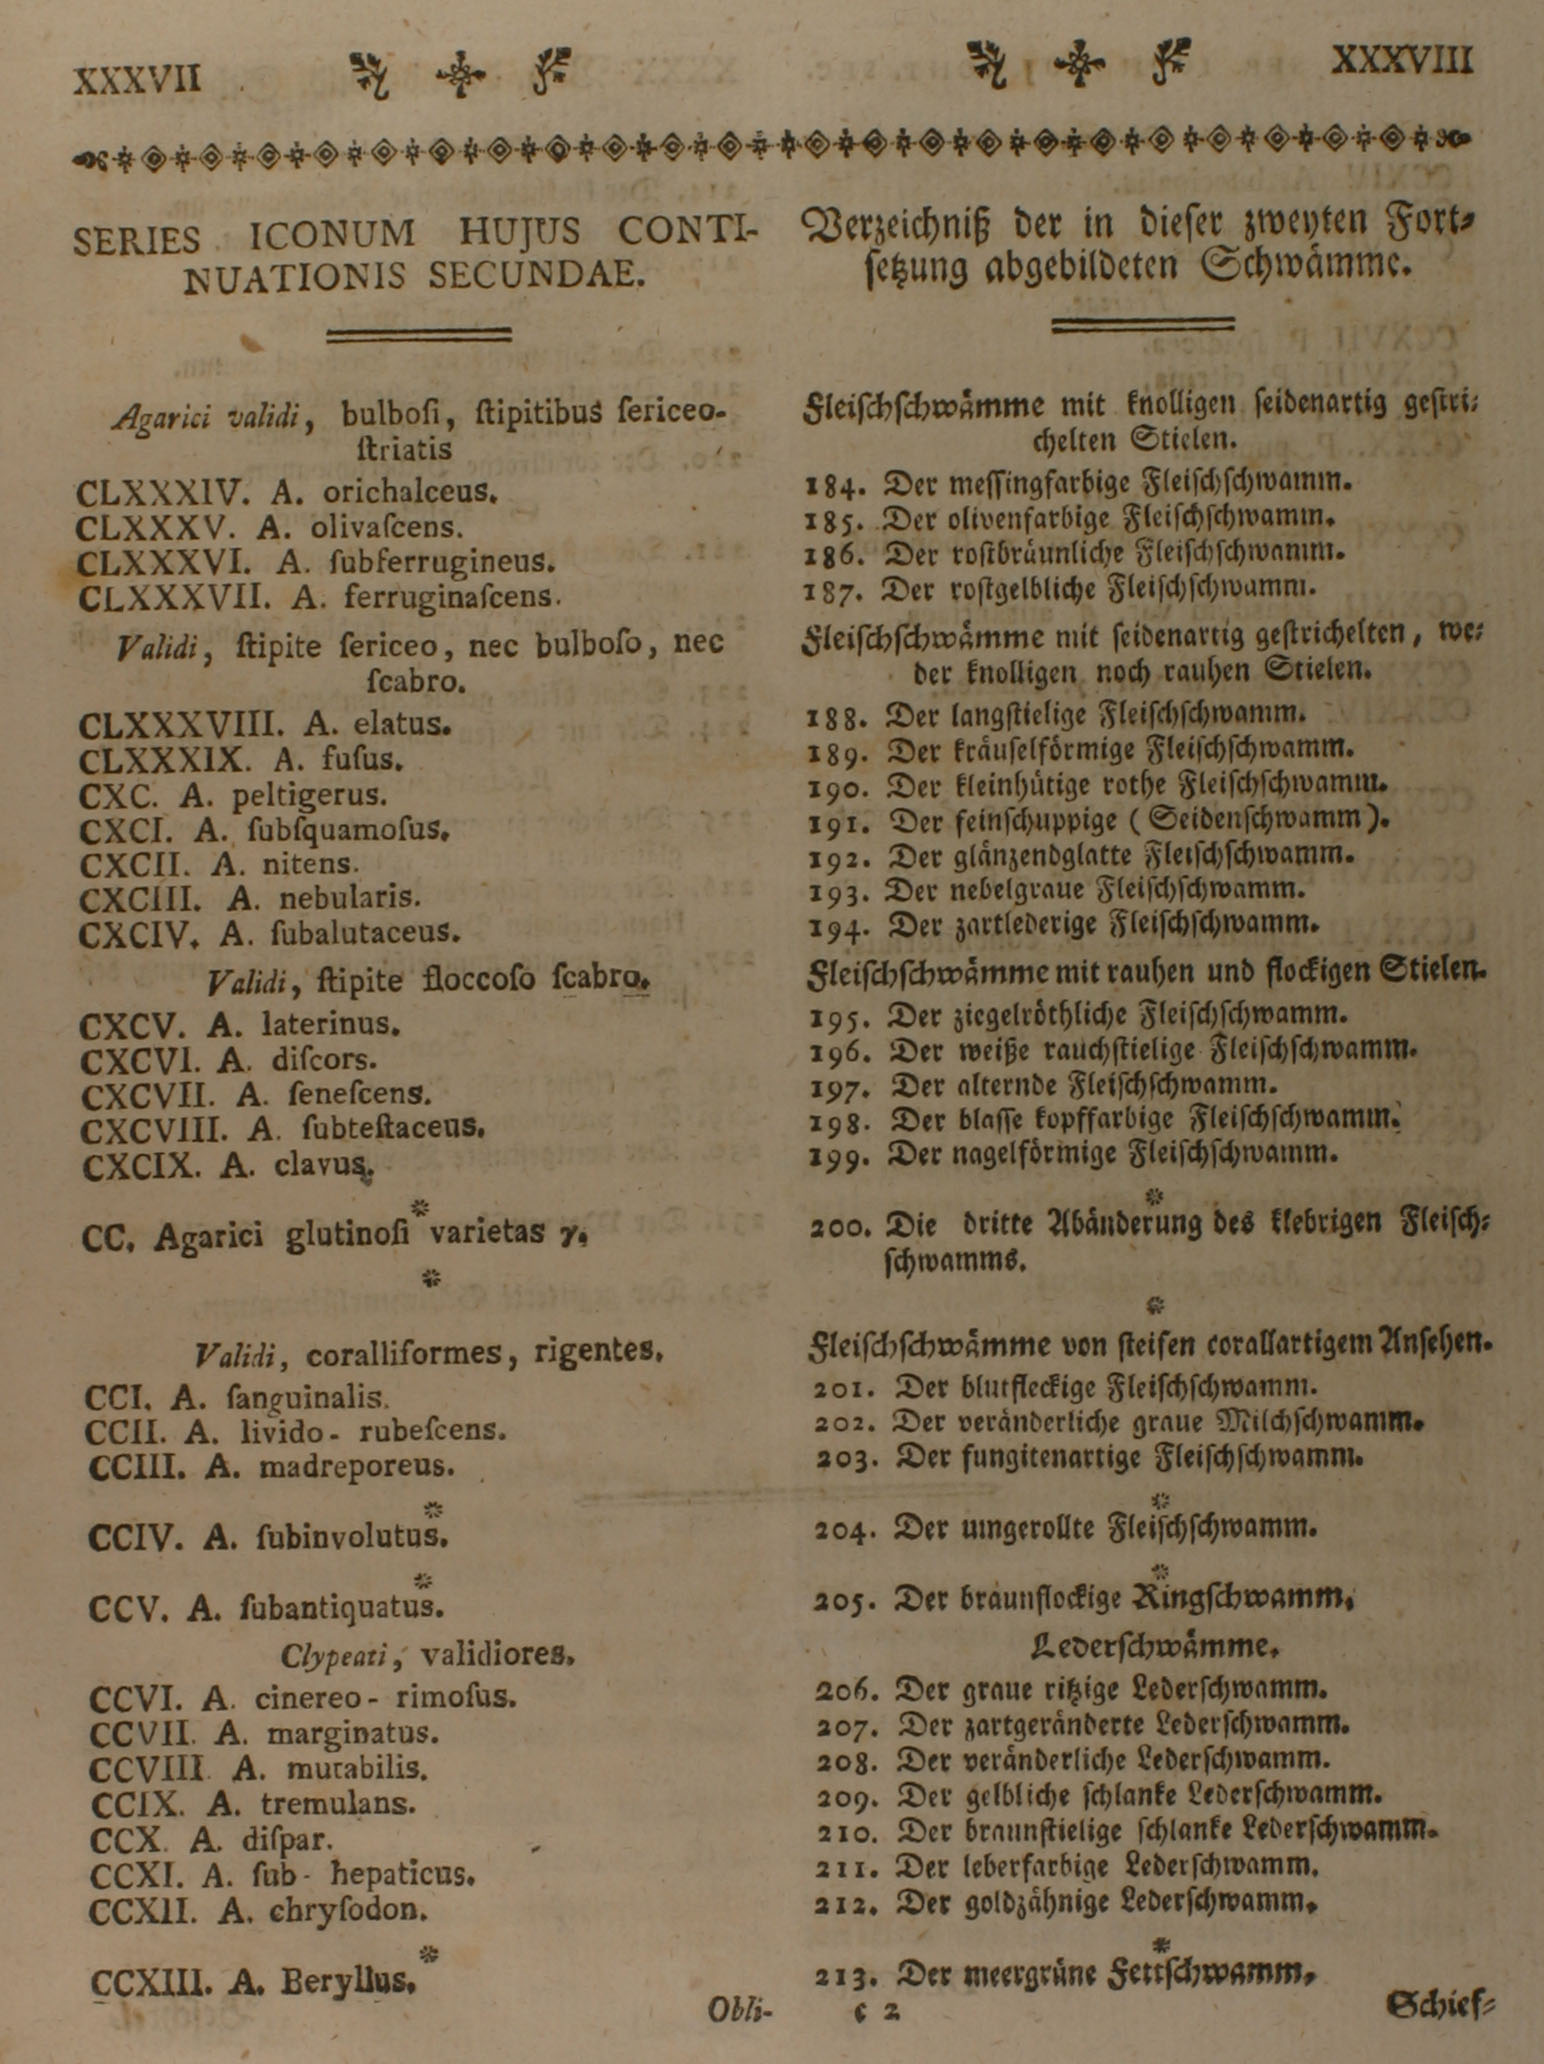 XXXVII
SERIES ICONUM HUJUS CONTI-
NUATIONIS SECUNDAE.
Agarici validi, bulboſi, ſtipitibus ſericeo-
ſtriatis
CLXXXIV. A. orichalceus.
CLXXXV. A. olivaſcens.
CLXXXVI. A. ſubferrugineus.
CLXXXVII. A. ferruginaſcens.
Validi, ſtipite ſericeo, nec bulboſo, nec
ſcabro.
CLXXXVIII. A. elatus.
CLXXXIX. A. fuſus.
CXC. A. peltigerus.
CXCI. A. ſubſquamoſus.
CXCII. A. nitens.
CXCIII. A. nebularis.
CXCIV. A. ſubalutaceus.
Validi, ſtipite floccoſo ſcabro.
CXCV. A. laterinus.
CXCVI. A. diſcors.
CXCVII. A. ſeneſcens.
CXCVIII. A. ſubteſtaceus.
CXCIX. A. clavus.
*
CC. Agarici glutinoſi varietas γ.
*
Validi, coralliformes, rigentes.
CCI. A. ſanguinalis.
CCII. A. livido- rubeſcens.
CCIII. A. madreporeus.
*
CCIV. A. ſubinvolutus.
*
CCV. A. ſubantiquatus.
Clypeati, validiores.
CCVI. A. cinereo- rimoſus.
CCVII. A. marginatus.
CCVIII. A. mutabilis.
CCIX. A. tremulans.
CCX. A. diſpar.
CCXI. A. ſub- hepaticus.
CCXII. A. chryſodon.
*
CCXIII. A. Beryllus.
Obli-
XXXVIII
Verzeichniß der in dieſer zweyten Fort-
ſetzung abgebildeten Schwämme.
Fleiſchſchwämme mit knolligen ſeidenartig geſtri-
chelten Stielen.
184. Der meſſingfarbige Fleiſchſchwamm.
185. Der olivenfarbige Fleiſchſchwamm.
186. Der roſtbräunliche Fleiſchſchwamm.
187. Der roſtgelbliche Fleiſchſchwamm.
Fleiſchſchwämme mit ſeidenartig geſtrichelten, we-
der knolligen noch rauhen Stielen.
188. Der langſtielige Fleiſchſchwamm.
189. Der kräuſelförmige Fleiſchſchwamm.
190. Der kleinhütige rothe Fleiſchſchwamm.
191. Der feinſchuppige (Seidenſchwamm).
192. Der glänzendglatte Fleiſchſchwamm.
193. Der nebelgraue Fleiſchſchwamm.
194. Der zartlederige Fleiſchſchwamm.
Fleiſchſchwämme mit rauhen und flockigen Stielen.
195. Der ziegelröthliche Fleiſchſchwamm.
196. Der weiße rauchſtielige Fleiſchſchwamm.
197. Der alternde Fleiſchſchwamm.
198. Der blaſſe kopffarbige Fleiſchſchwamm.
199. Der nagelförmige Fleiſchſchwamm.
*
200. Die dritte Abänderung des klebrigen Fleiſch-
ſchwamms.
*
Fleiſchſchwämme von ſteifen corallartigem Anſehen.
201. Der blutfleckige Fleiſchſchwamm.
202. Der veränderliche graue Milchſchwamm.
203. Der fungitenartige Fleiſchſchwamm.
*
204. Der umgerollte Fleiſchſchwamm.
*
205. Der braunflockige Ringſchwamm.
Lederſchwämme.
206. Der graue ritzige Lederſchwamm.
207. Der zartgeränderte Lederſchwamm.
208. Der veränderliche Lederſchwamm.
209. Der gelbliche ſchlanke Lederſchwamm.
210. Der braunſtielige ſchlanke Lederſchwamm.
211. Der leberfarbige Lederſchwamm.
212. Der goldzähnige Lederſchwamm.
*
213. Der meergrüne Fettſchwamm.
c 2
Schief-